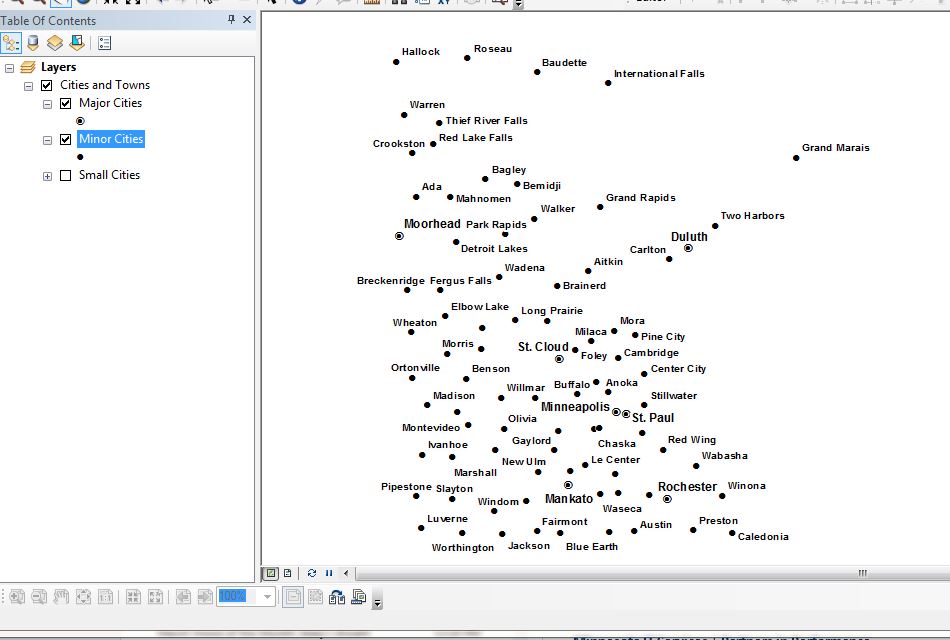 Table Of Contents
Layers
Cities and Towns
Major Cities
Minor Cities
Small Cities
Hallock
Roseau
Baudette
International Falls
Warren
Thief River Falls
Red Lake Falls
Crookston
Grand Marais
Bagley
Bemidji
Ada
Mahnomen
Grand Rapids
Walker
Two Harbors
Moorhead
Park Rapids
Duluth
Detroit Lakes
Carlton
Aitkin
Wadena
Breckenridge
Fergus Falls
Brainerd
Elbow Lake
Long Prairie
Wheaton
Mora
Milaca
Pine City
Morris
St. Cloud
Foley
Cambridge
Ortonville
Benson
Center City
Willmar
Buffalo
Anoka
Madison
Stillwater
Minneapolis
St. Paul
Olivia
Montevideo
Gaylord
Chaska
Red Wing
Ivanhoe
Wabasha
New Ulm
Le Center
Marshall
Pipestone
Slayton
Rochester
Winona
Windom
Mankato
Waseca
Luverne
Fairmont
Austin
Preston
Caledonia
Worthington
Jackson
Blue Earth
100%